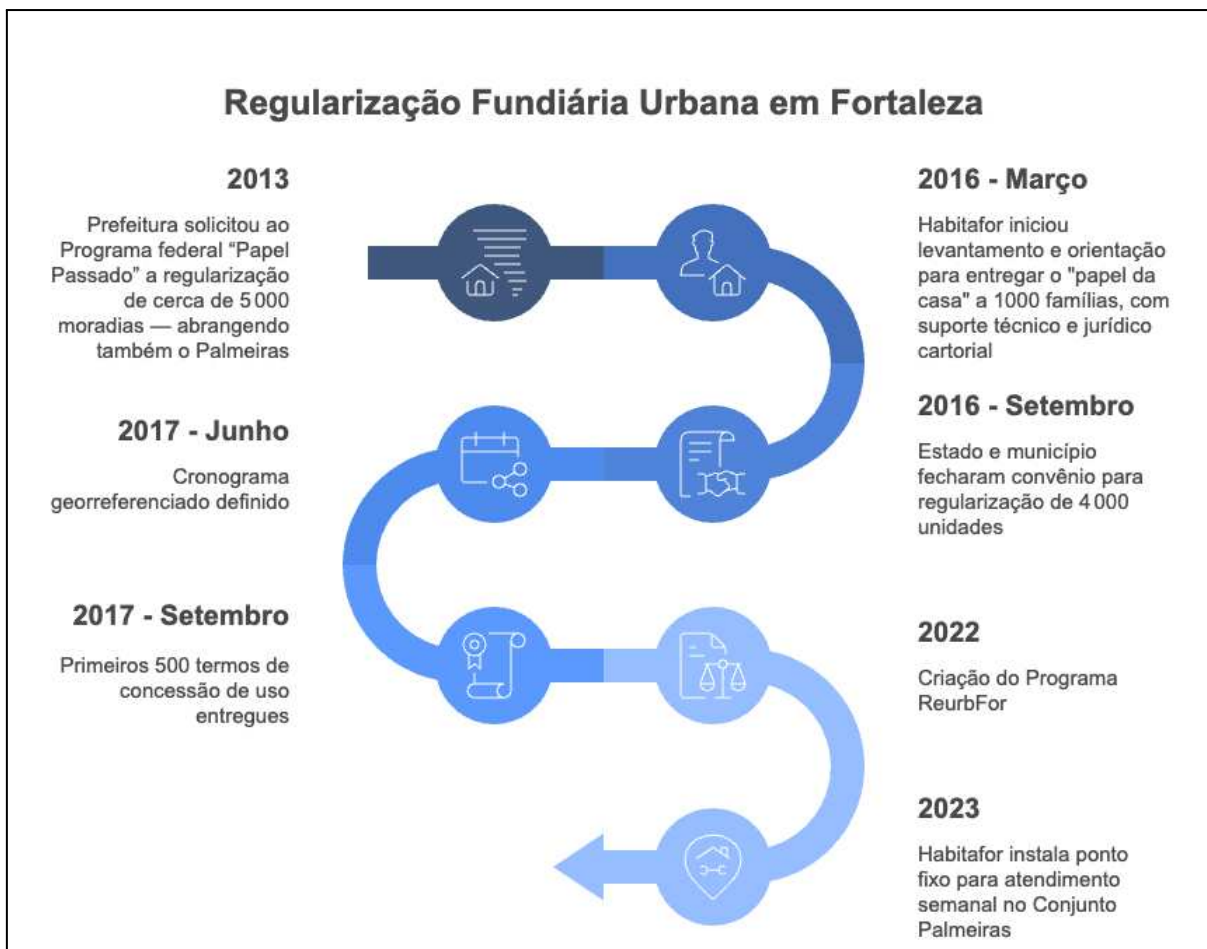 Regularização Fundiária Urbana em Fortaleza
2013
Prefeitura solicitou ao
Programa federal “Papel
Passado” a regularização
de cerca de 5 000
moradias — abrangendo
também o Palmeiras
2016 - Março
Habitafor iniciou
levantamento e orientação
para entregar o "papel da
casa" a 1000 famílias, com
suporte técnico e jurídico
cartorial
2016 - Setembro
Estado e município
fecharam convênio para
regularização de 4 000
unidades
2017 - Junho
Cronograma
georreferenciado definido
2017 - Setembro
Primeiros 500 termos de
concessão de uso
entregues
2022
Criação do Programa
ReurbFor
2023
Habitafor instala ponto
fixo para atendimento
semanal no Conjunto
Palmeiras